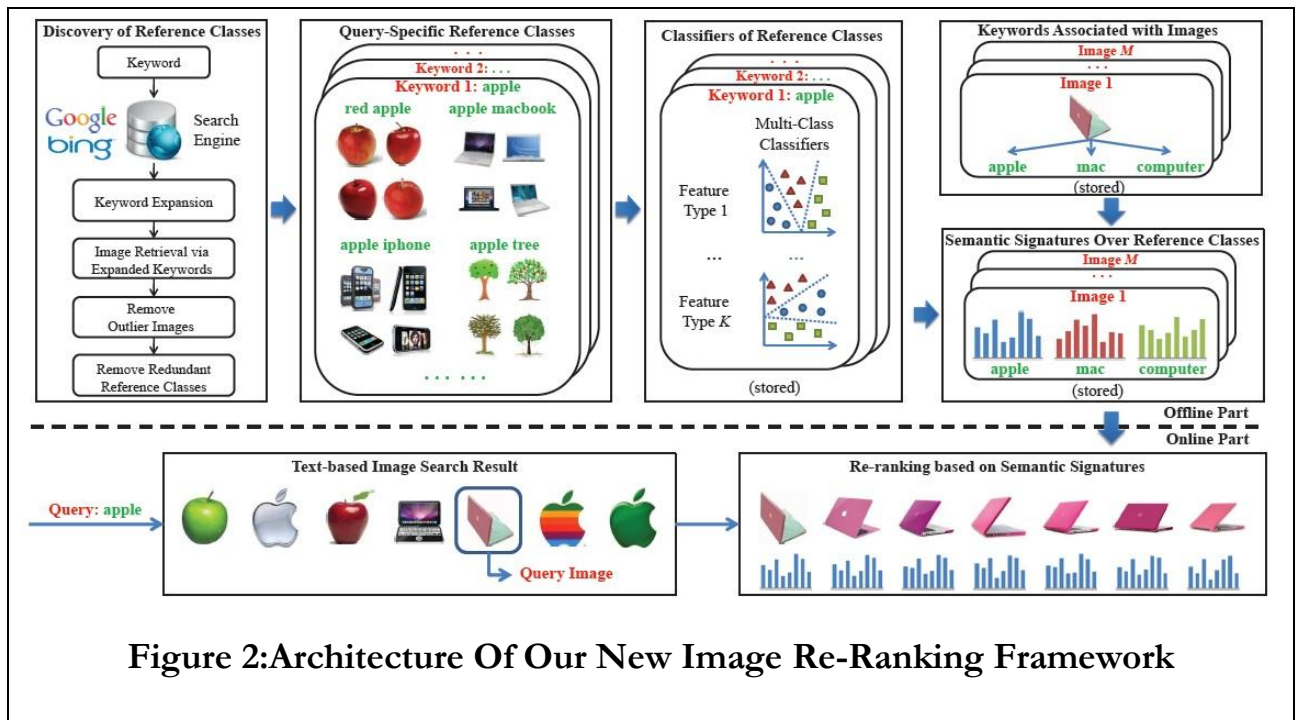 Discovery of Reference Classes
Keyword
Google
bing
Search
Engine
Keyword Expansion
Image Retrieval via
Expanded Keywords
Remove
Outlier Images
Remove Redundant
Reference Classes
Query-Specific Reference Classes
. . .
Keyword 2: . . .
Keyword 1: apple
red apple apple macbook
apple iphone apple tree
... ...
Classifiers of Reference Classes
. . .
Keyword 2: . . .
Keyword 1: apple
Multi-Class
Classifiers
Feature
Type 1
... ...
Feature
Type K
(stored)
Keywords Associated with Images
Image M
. . .
Image 1
apple mac computer
(stored)
Semantic Signatures Over Reference Classes
Image M
. . .
Image 1
apple mac computer
(stored)
Offline Part
Online Part
Query: apple
Text-based Image Search Result
Query Image
Re-ranking based on Semantic Signatures
Figure 2:Architecture Of Our New Image Re-Ranking Framework